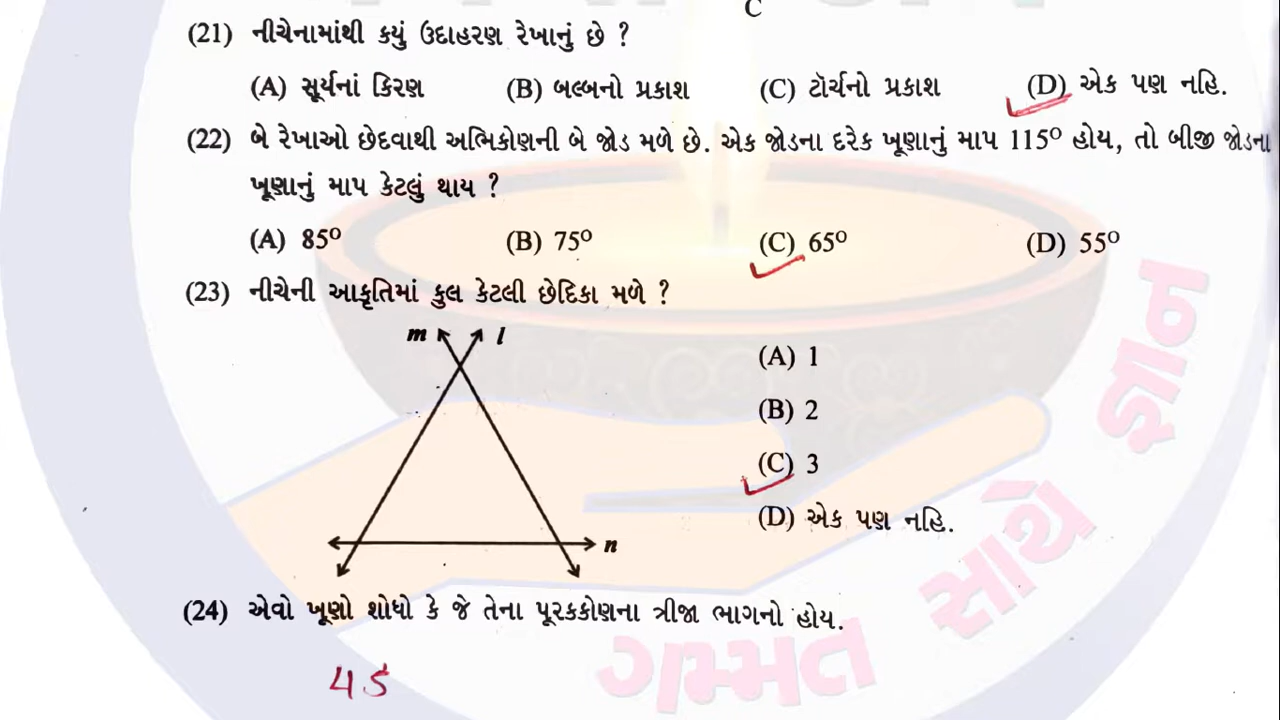 C
(21) નીચેનામાંથી કયું ઉદાહરણ રેખાનું છે ?
(A) સૂર્યનાં કિરણ (B) બલ્બનો પ્રકાશ (C) ટૉર્ચનો પ્રકાશ (D) એક પણ નહિ.
(22) બે રેખાઓ છેદવાથી અભિકોણની બે જોડ મળે છે. એક જોડના દરેક ખૂણાનું માપ 115° હોય, તો બીજી જોડના
ખૂણાનું માપ કેટલું થાય ?
(A) 85° (B) 75° (C) 65° (D) 55°
(23) નીચેની આકૃતિમાં કુલ કેટલી છેદિકા મળે ?
m l
(A) 1
(B) 2
(C) 3
(D) એક પણ નહિ.
n
(24) એવો ખૂણો શોધો કે જે તેના પૂરકકોણના ત્રીજા ભાગનો હોય.
ગમ્મત સાથે જ્ઞાન